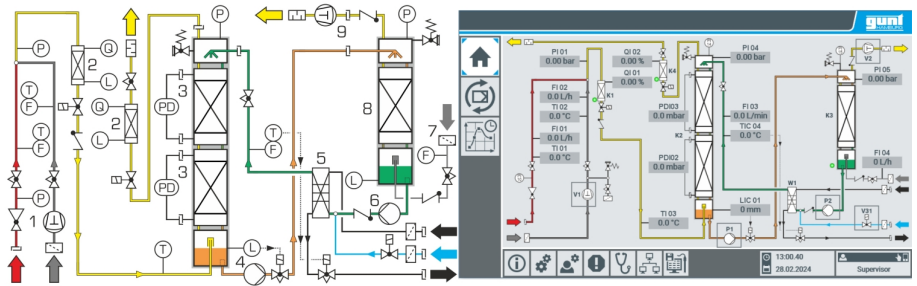 P
T
F
T
F
P
1
Q
2
L
Q
2
L
T
PD
3
PD
3
P
L
4
T
F
5
6
L
8
P
9
7
F
gunt
HAMBURG
PI 01
0.00 bar
QI 02
0.00 %
K4
PI 04
0.00 bar
V2
PI 05
0.00 bar
QI 01
0.00 %
K1
FI 02
0.0 L/h
TI 02
0.0 °C
FI 01
0.0 L/h
TI 01
0.0 °C
PDI03
0.0 mbar
K2
PDI02
0.0 mbar
FI 03
0.0 L/min
TIC 04
0.0 °C
K3
FI 04
0 L/h
V1
W1
P2
LIC 01
0 mm
TI 03
0.0 °C
P1
V31
13:00.40
28.02.2024
Supervisor